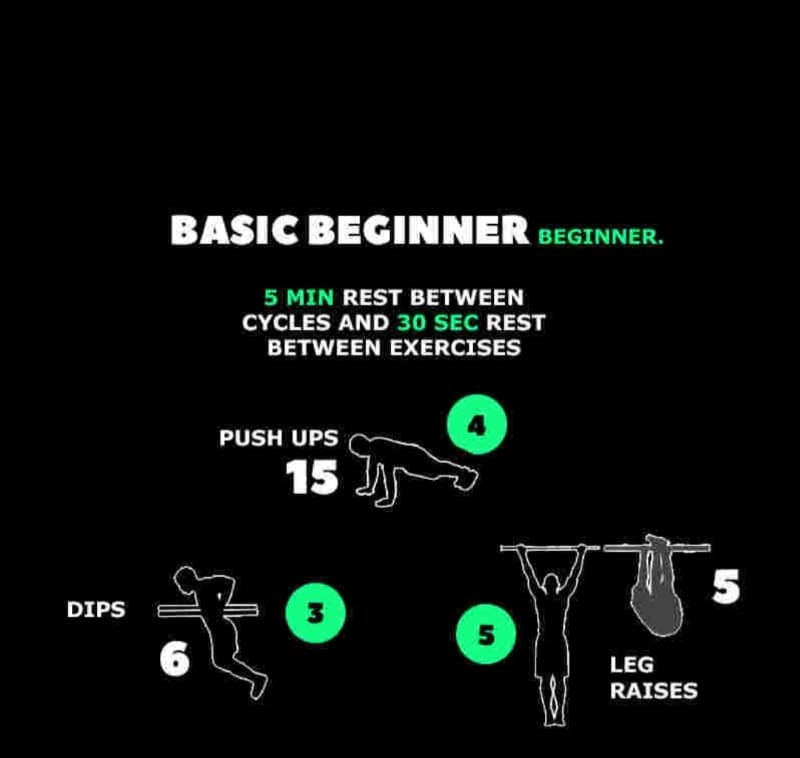 BASIC BEGINNER BEGINNER.
5 MIN REST BETWEEN
CYCLES AND 30 SEC REST
BETWEEN EXERCISES
4
PUSH UPS
15
DIPS
3
6
5
5
LEG
RAISES